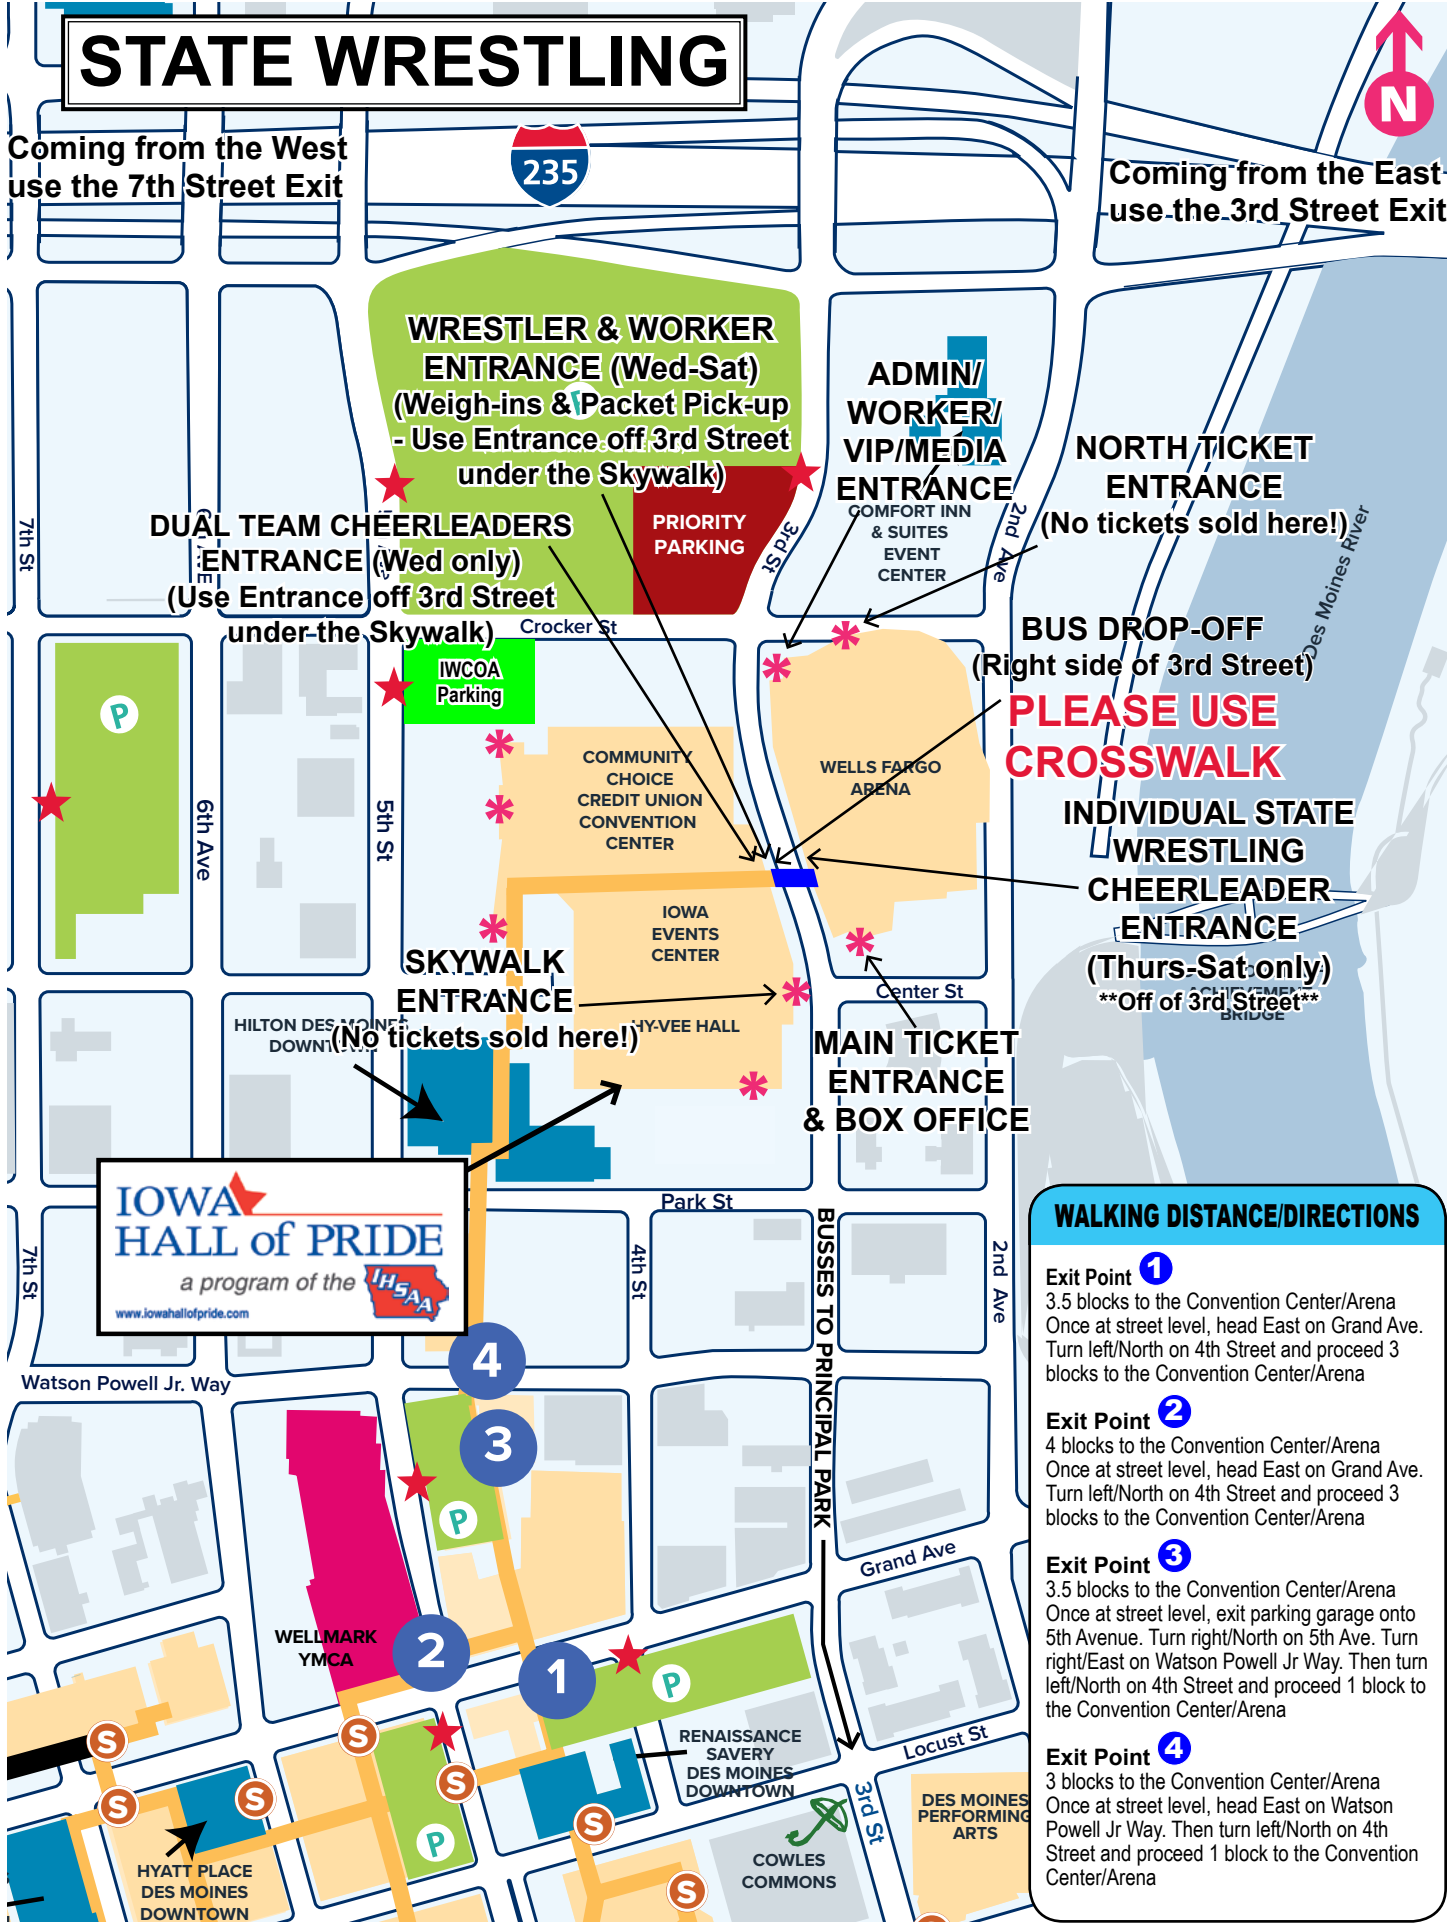 STATE WRESTLING
N
235
Coming from the West
use the 7th Street Exit
Coming from the East
use the 3rd Street Exit
WRESTLER & WORKER
ENTRANCE (Wed-Sat)
(Weigh-ins & Packet Pick-up
- Use Entrance off 3rd Street
under the Skywalk)
ADMIN/
WORKER/
VIP/MEDIA
ENTRANCE
NORTH TICKET
ENTRANCE
(No tickets sold here!)
COMFORT INN
& SUITES
EVENT
CENTER
PRIORITY
PARKING
3rd St
2nd Ave
Des Moines River
7th St
DUAL TEAM CHEERLEADERS
ENTRANCE (Wed only)
(Use Entrance off 3rd Street
under the Skywalk)
Crocker St
IWCOA
Parking
BUS DROP-OFF
(Right side of 3rd Street)
PLEASE USE
CROSSWALK
P
COMMUNITY
CHOICE
CREDIT UNION
CONVENTION
CENTER
WELLS FARGO
ARENA
6th Ave
5th St
INDIVIDUAL STATE
WRESTLING
CHEERLEADER
ENTRANCE
(Thurs-Sat only)
**Off of 3rd Street**
BRIDGE
IOWA
EVENTS
CENTER
SKYWALK
ENTRANCE
(No tickets sold here!)
Center St
HILTON DES MOINES
DOWNTOWN
HY-VEE HALL
MAIN TICKET
ENTRANCE
& BOX OFFICE
IOWA
HALL of PRIDE
a program of the
IHSAA
www.iowahallofpride.com
Park St
7th St
4th St
2nd Ave
BUSSES TO PRINCIPAL PARK
4
Watson Powell Jr. Way
3
P
Grand Ave
WELLMARK
YMCA
2
1
P
S
S
S
S
S
S
S
P
RENAISSANCE
SAVERY
DES MOINES
DOWNTOWN
Locust St
3rd St
DES MOINES
PERFORMING
ARTS
COWLES
COMMONS
HYATT PLACE
DES MOINES
DOWNTOWN
WALKING DISTANCE/DIRECTIONS
Exit Point 1
3.5 blocks to the Convention Center/Arena
Once at street level, head East on Grand Ave.
Turn left/North on 4th Street and proceed 3
blocks to the Convention Center/Arena
Exit Point 2
4 blocks to the Convention Center/Arena
Once at street level, head East on Grand Ave.
Turn left/North on 4th Street and proceed 3
blocks to the Convention Center/Arena
Exit Point 3
3.5 blocks to the Convention Center/Arena
Once at street level, exit parking garage onto
5th Avenue. Turn right/North on 5th Ave. Turn
right/East on Watson Powell Jr Way. Then turn
left/North on 4th Street and proceed 1 block to
the Convention Center/Arena
Exit Point 4
3 blocks to the Convention Center/Arena
Once at street level, head East on Watson
Powell Jr Way. Then turn left/North on 4th
Street and proceed 1 block to the Convention
Center/Arena